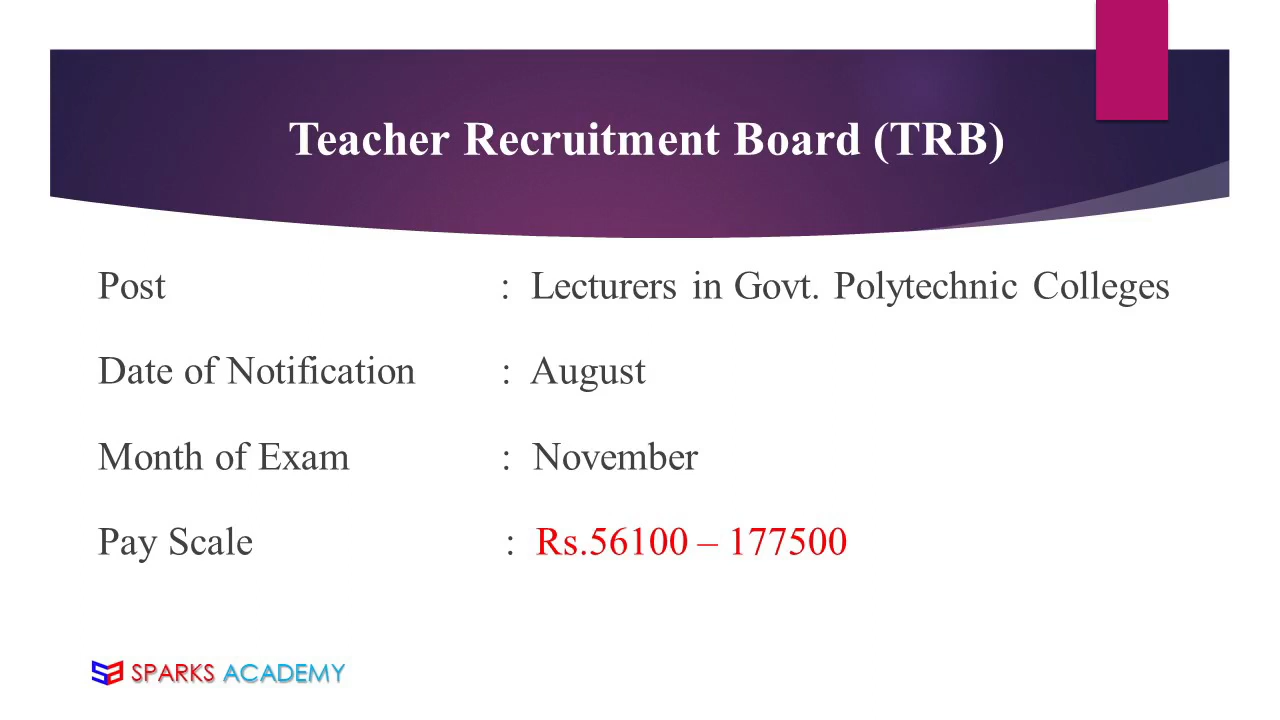 Teacher Recruitment Board (TRB)
Post : Lecturers in Govt. Polytechnic Colleges
Date of Notification : August
Month of Exam : November
Pay Scale : Rs.56100 – 177500
SPARKS ACADEMY